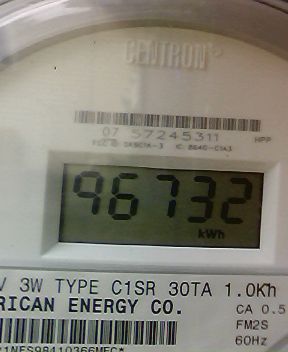 CENTRON®
07 57245311 HPP
96732
kWh
V 3W TYPE C1SR 30TA 1.0Kh
RICAN ENERGY CO. CA 0.5
FM2S
60Hz